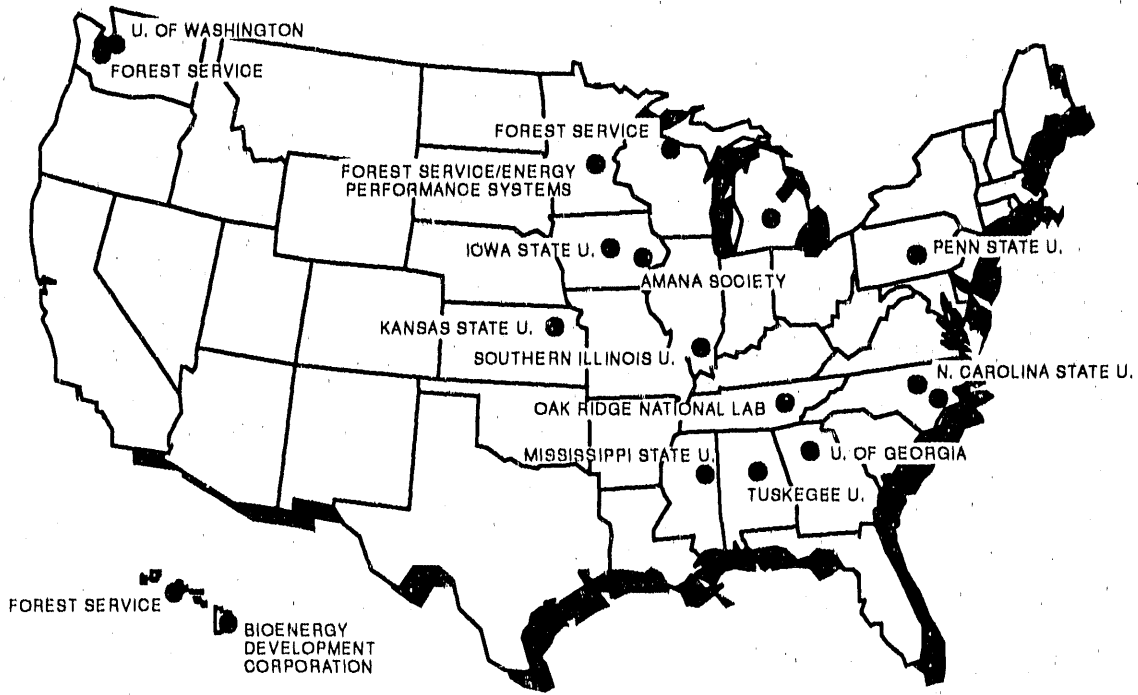 U. OF WASHINGTON
FOREST SERVICE
FOREST SERVICE
FOREST SERVICE/ENERGY
PERFORMANCE SYSTEMS
IOWA STATE U.
PENN STATE U.
AMANA SOCIETY
KANSAS STATE U.
SOUTHERN ILLINOIS U.
N. CAROLINA STATE U.
OAK RIDGE NATIONAL LAB
MISSISSIPPI STATE U.
U. OF GEORGIA
TUSKEGEE U.
FOREST SERVICE
BIOENERGY
DEVELOPMENT
CORPORATION